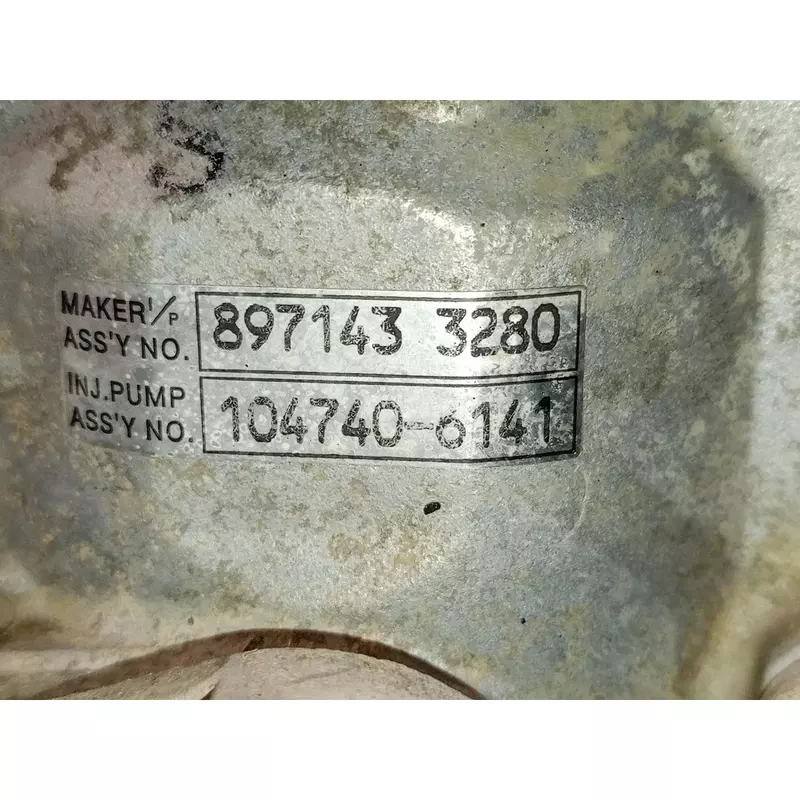 S
MAKER I/P
ASS'Y NO. 897143 3280
INJ.PUMP
ASS'Y NO. 104740-6141